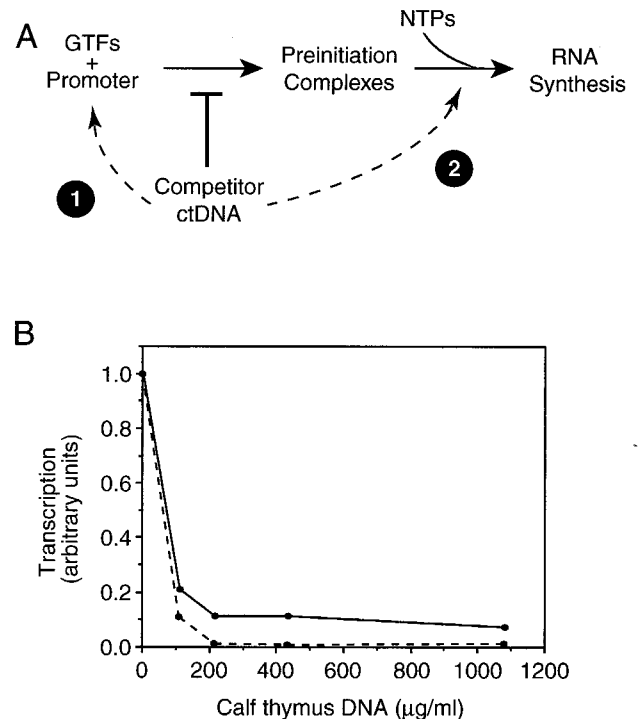 A
GTFs
+
Promoter
Preinitiation
Complexes
NTPs
RNA
Synthesis
1
Competitor
ctDNA
2
B
Transcription
(arbitrary units)
1.0
0.8
0.6
0.4
0.2
0.0
0 200 400 600 800 1000 1200
Calf thymus DNA (μg/ml)